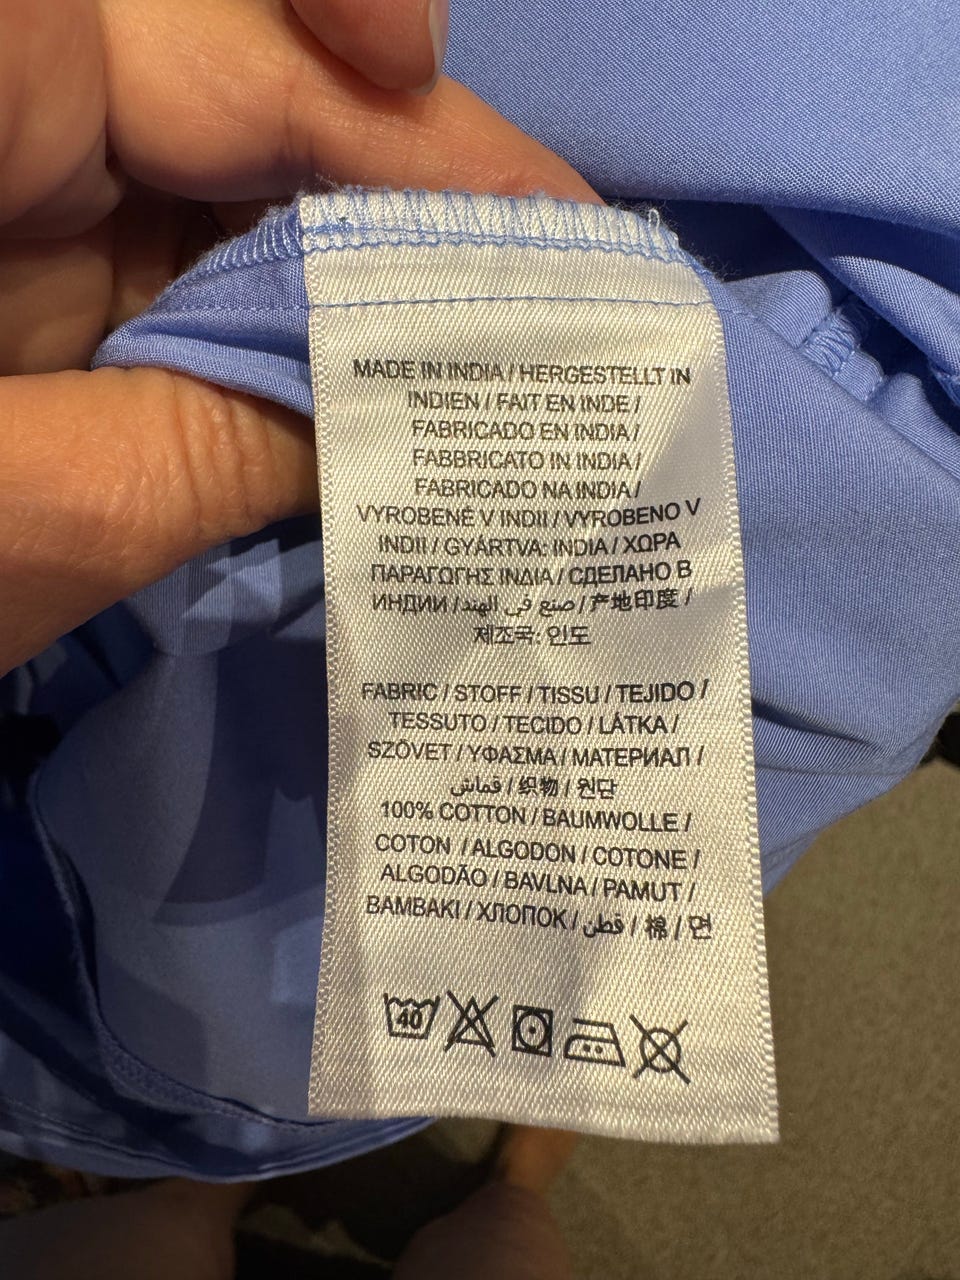 MADE IN INDIA / HERGESTELLT IN
INDIEN / FAIT EN INDE /
FABRICADO EN INDIA /
FABBRICATO IN INDIA /
FABRICADO NA INDIA /
VYROBENÉ V INDII / VYROBENO V
INDII / GYÁRTVA: INDIA / ΧΩΡΑ
ΠΑΡΑΓΩΓΗΣ ΙΝΔΙΑ / СДЕЛАНО В
ИНДИИ / صنع في الهند / 产地印度 /
제조국: 인도
FABRIC / STOFF / TISSU / TEJIDO /
TESSUTO / TECIDO / LÁTKA /
SZÖVET / ΥΦΑΣΜΑ / МАТЕРИАЛ /
قماش / 织物 / 원단
100% COTTON / BAUMWOLLE /
COTON / ALGODON / COTONE /
ALGODÃO / BAVLNA / PAMUT /
BAMBAKI / ХЛОПОК / قطن / 棉 / 면
40